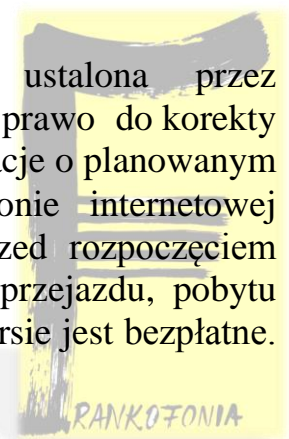 ustalona przez
prawo do korekty
cje o planowanym
onie internetowej
zed rozpoczęciem
przejazdu, pobytu
rsie jest bezpłatne.
RANKOFONIA